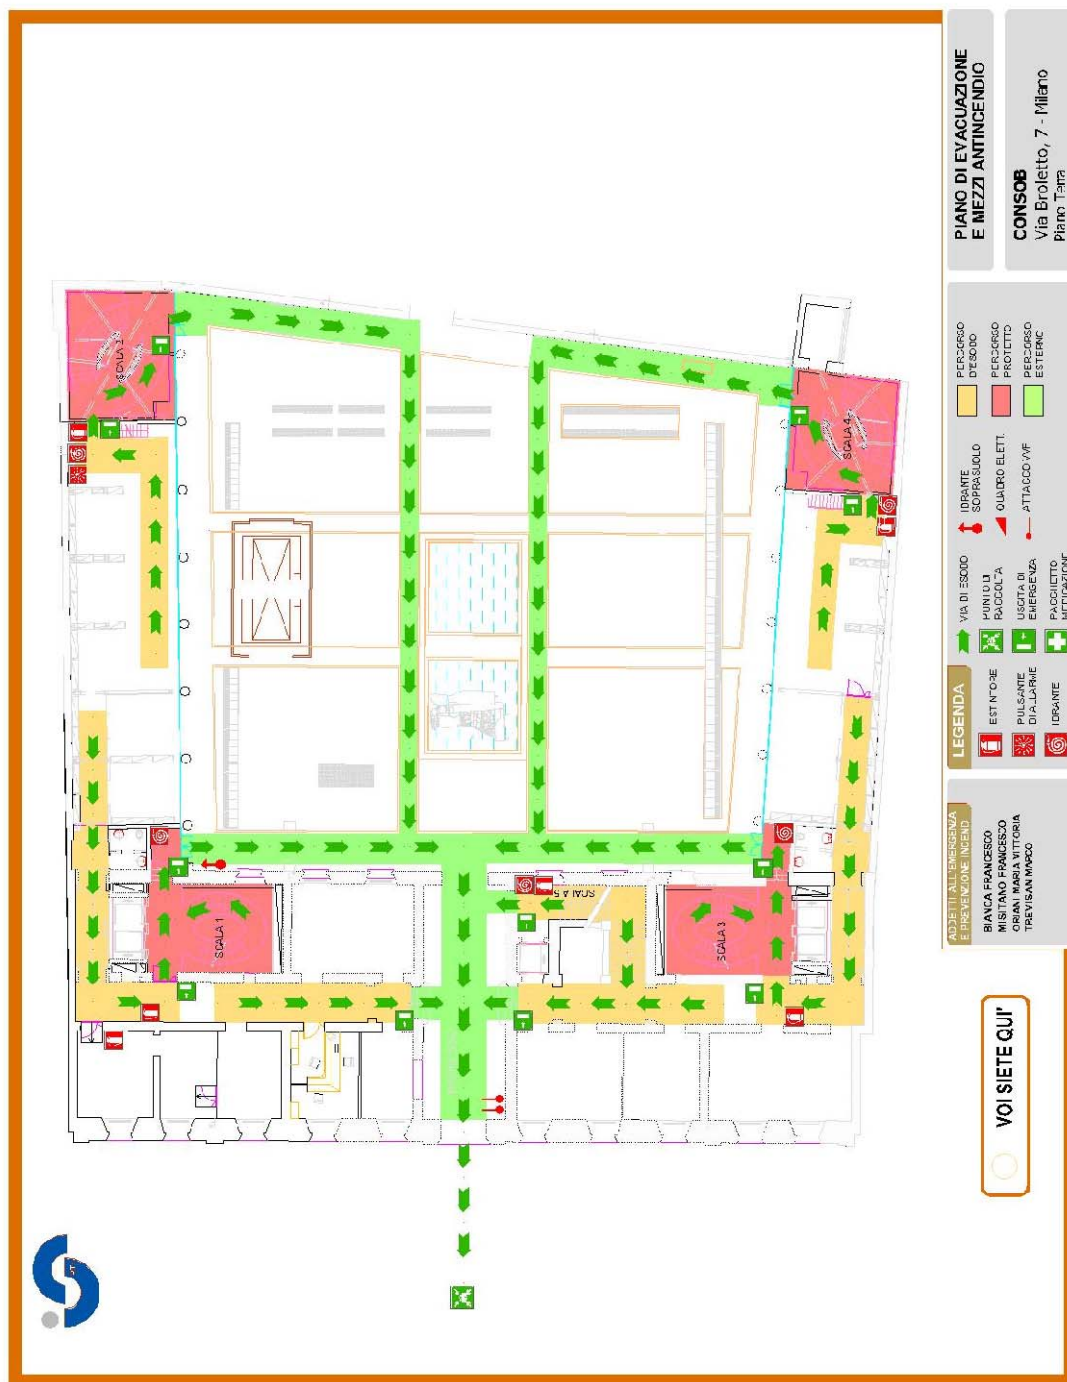 PIANO DI EVACUAZIONE
E MEZZI ANTINCENDIO
CONSOB
Via Broletto, 7 - Milano
Piano Terra
LEGENDA
ESTINTORE
PULSANTE
DI ALLARME
IDRANTE
VIA DI ESODO
PUNTO DI
RACCOLTA
USCITA DI
EMERGENZA
PACCHETTO
MEDICAZIONE
IDRANTE
SOPRASUOLO
QUADRO ELETT.
ATTACCO VVF
PERCORSO
D'ESODO
PERCORSO
PROTETTO
PERCORSO
ESTERNO
ADDETTI ALL'EMERGENZA
E PREVENZIONE INCENDI
BIANCA FRANCESCO
MISITANO FRANCESCO
ORIANI MARIA VITTORIA
TREVISAN MARCO
VOI SIETE QUI'
SCALA 1
SCALA 2
SCALA 3
SCALA 4
SCALA 5